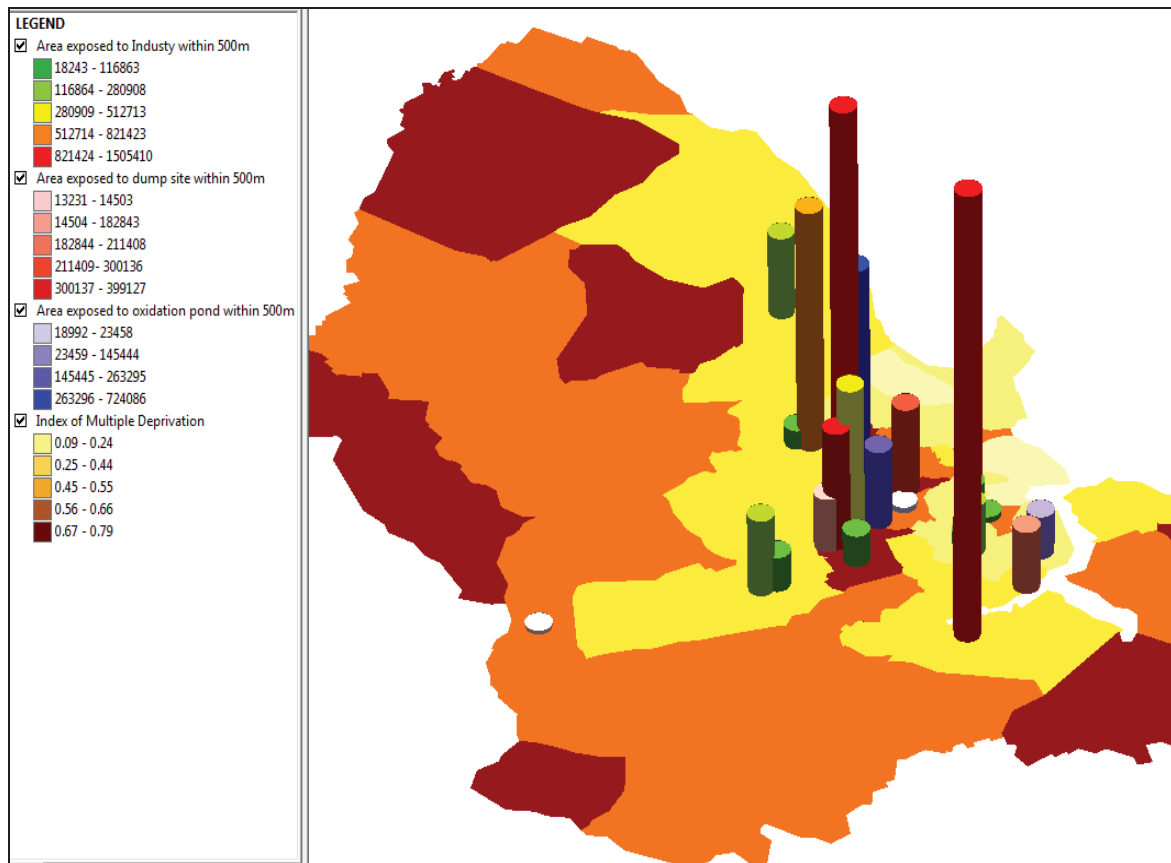 LEGEND
Area exposed to Industy within 500m
18243 - 116863
116864 - 280908
280909 - 512713
512714 - 821423
821424 - 1505410
Area exposed to dump site within 500m
13231 - 14503
14504 - 182843
182844 - 211408
211409- 300136
300137 - 399127
Area exposed to oxidation pond within 500m
18992 - 23458
23459 - 145444
145445 - 263295
263296 - 724086
Index of Multiple Deprivation
0.09 - 0.24
0.25 - 0.44
0.45 - 0.55
0.56 - 0.66
0.67 - 0.79